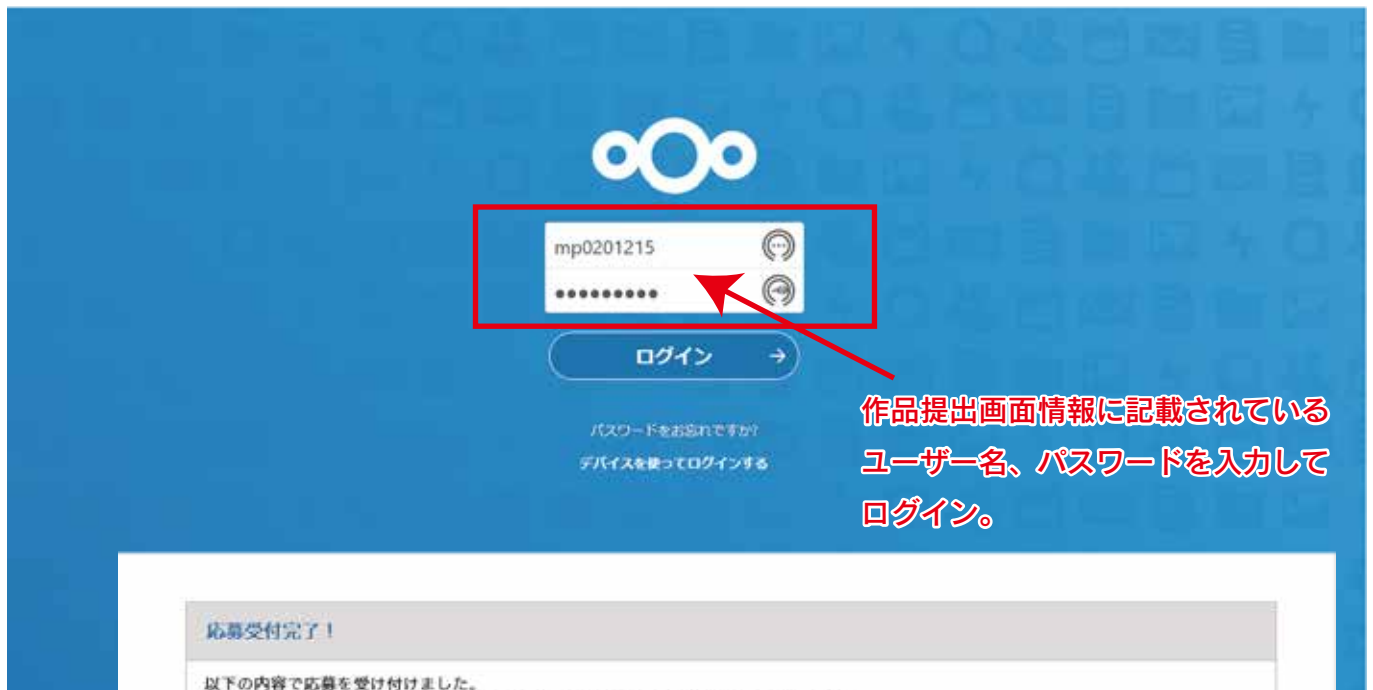 mp0201215
●●●●●●●●●
ログイン →
パスワードをお忘れですか?
デバイスを使ってログインする
作品提出画面情報に記載されている
ユーザー名、パスワードを入力して
ログイン。
応募受付完了！
以下の内容で応募を受け付けました。